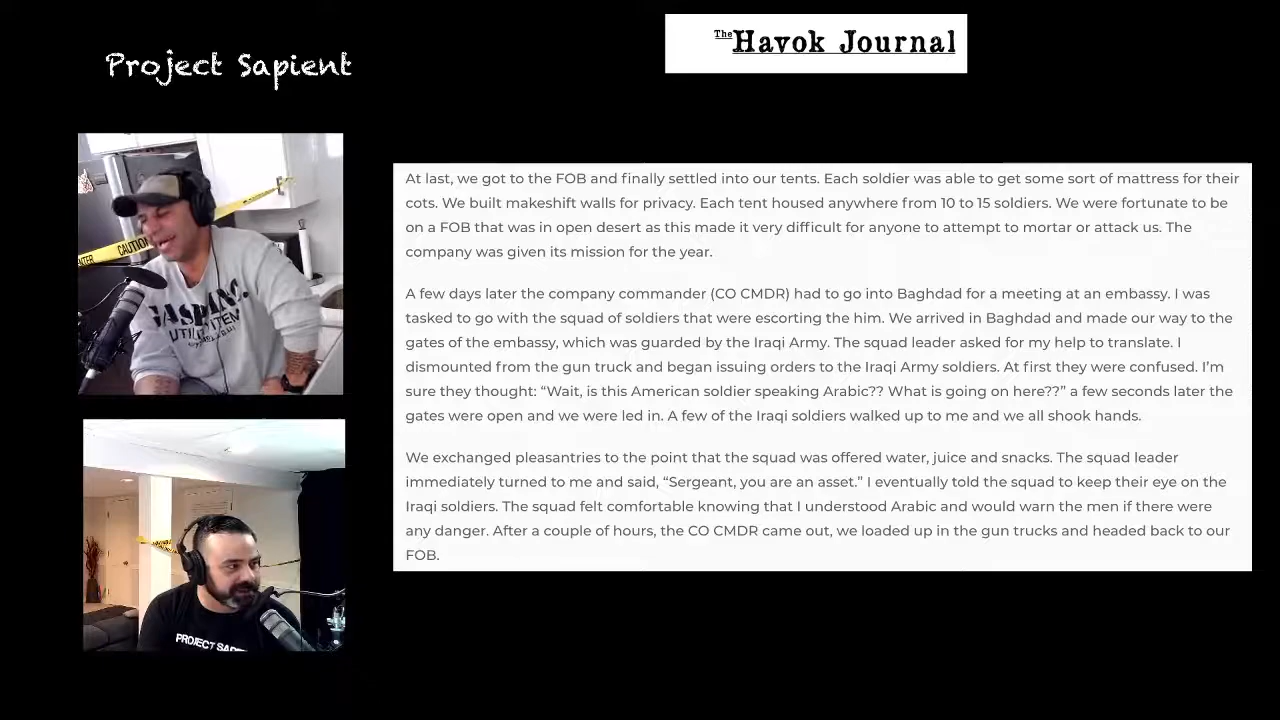 Project Sapient
The Havok Journal
CAUTION
UTILITY ITEM
PROJECT
At last, we got to the FOB and finally settled into our tents. Each soldier was able to get some sort of mattress for their
cots. We built makeshift walls for privacy. Each tent housed anywhere from 10 to 15 soldiers. We were fortunate to be
on a FOB that was in open desert as this made it very difficult for anyone to attempt to mortar or attack us. The
company was given its mission for the year.
A few days later the company commander (CO CMDR) had to go into Baghdad for a meeting at an embassy. I was
tasked to go with the squad of soldiers that were escorting the him. We arrived in Baghdad and made our way to the
gates of the embassy, which was guarded by the Iraqi Army. The squad leader asked for my help to translate. I
dismounted from the gun truck and began issuing orders to the Iraqi Army soldiers. At first they were confused. I’m
sure they thought: “Wait, is this American soldier speaking Arabic?? What is going on here??” a few seconds later the
gates were open and we were led in. A few of the Iraqi soldiers walked up to me and we all shook hands.
We exchanged pleasantries to the point that the squad was offered water, juice and snacks. The squad leader
immediately turned to me and said, “Sergeant, you are an asset.” I eventually told the squad to keep their eye on the
Iraqi soldiers. The squad felt comfortable knowing that I understood Arabic and would warn the men if there were
any danger. After a couple of hours, the CO CMDR came out, we loaded up in the gun trucks and headed back to our
FOB.